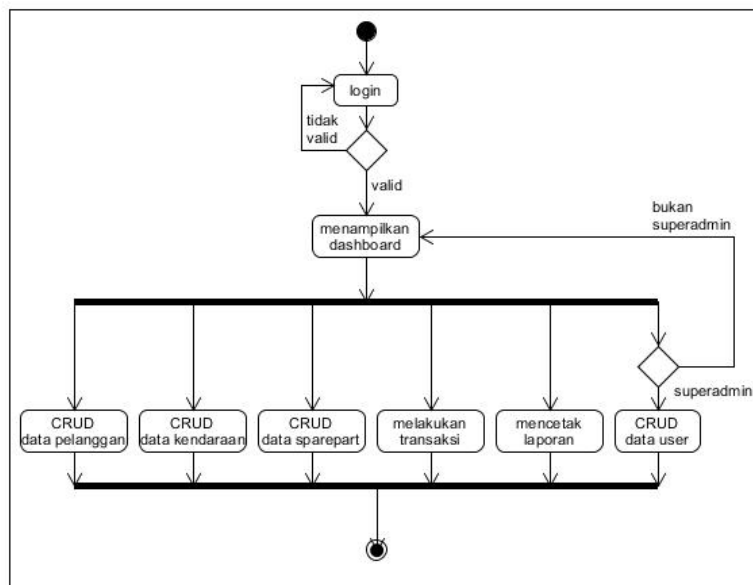 login
tidak
valid
valid
menampilkan
dashboard
bukan
superadmin
superadmin
CRUD
data pelanggan
CRUD
data kendaraan
CRUD
data sparepart
melakukan
transaksi
mencetak
laporan
CRUD
data user